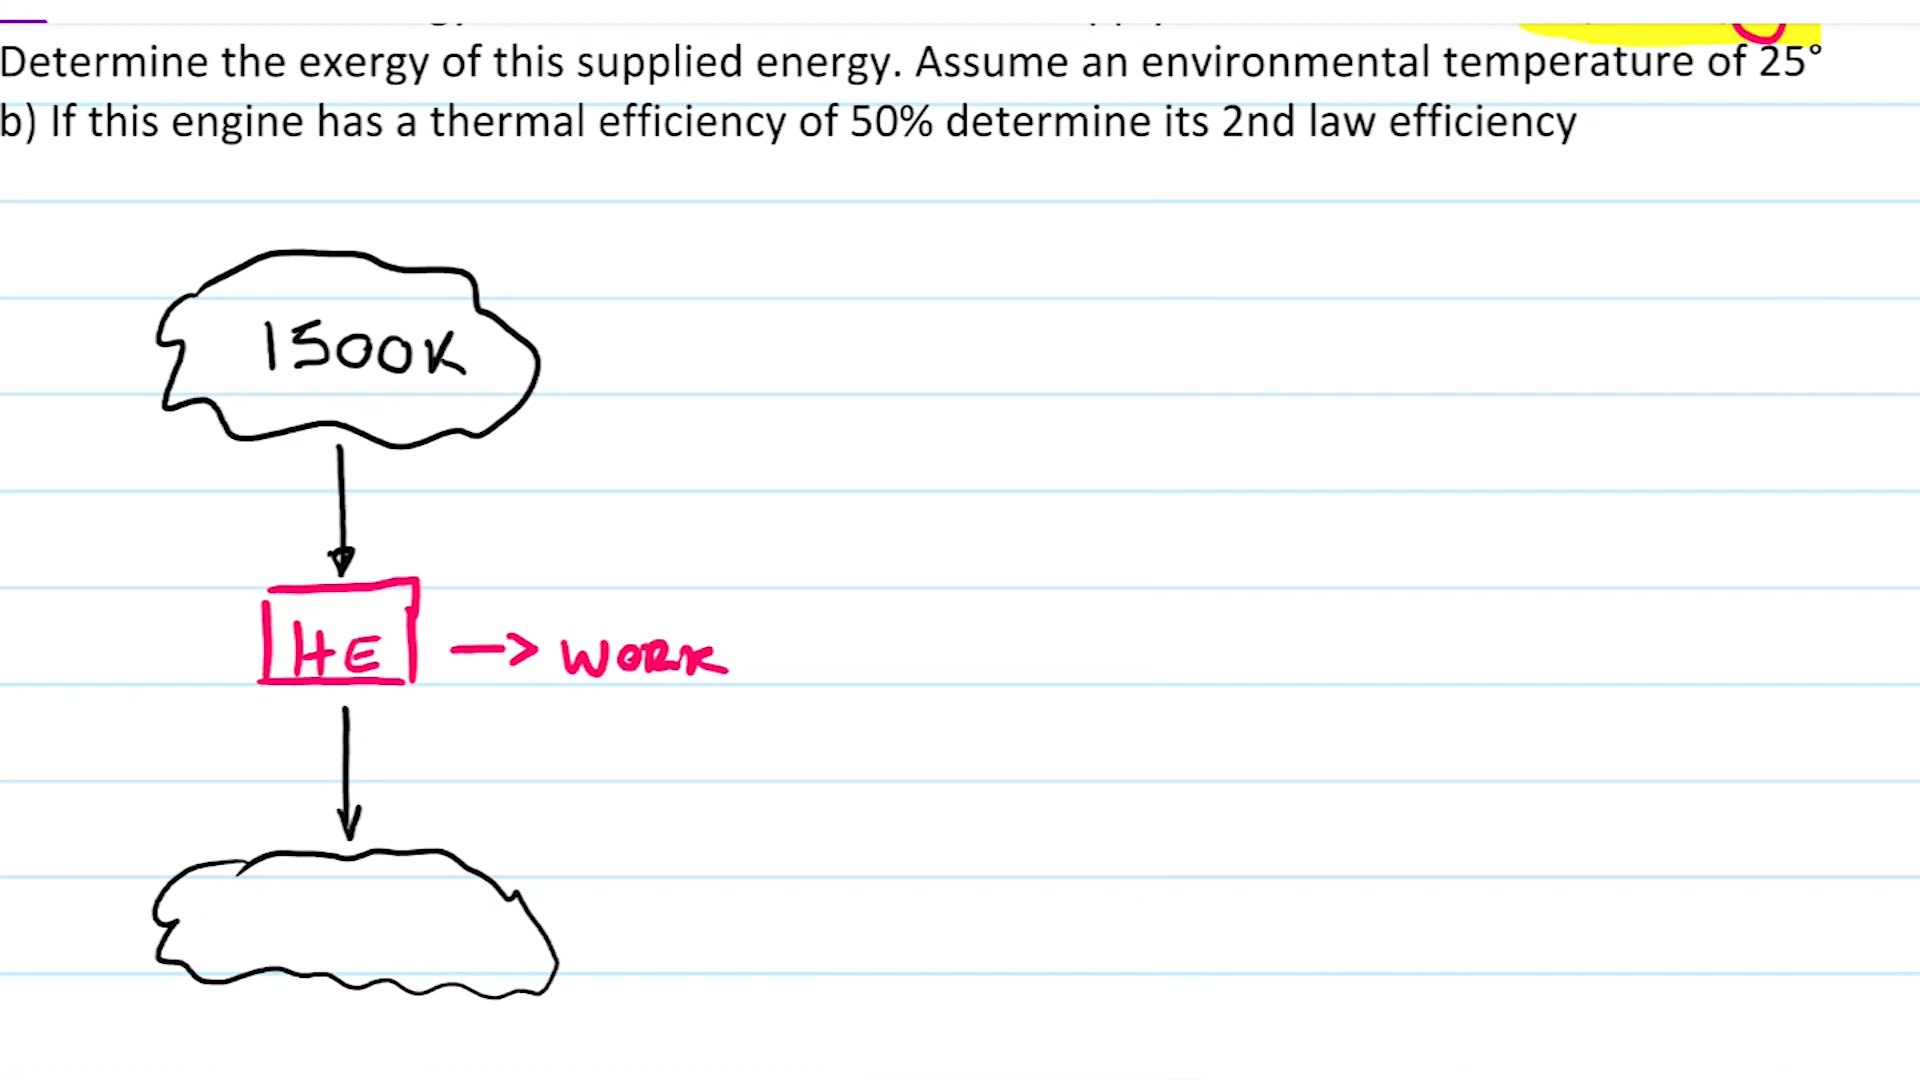 Determine the exergy of this supplied energy. Assume an environmental temperature of 25°
b) If this engine has a thermal efficiency of 50% determine its 2nd law efficiency
1500K
HE → WORK